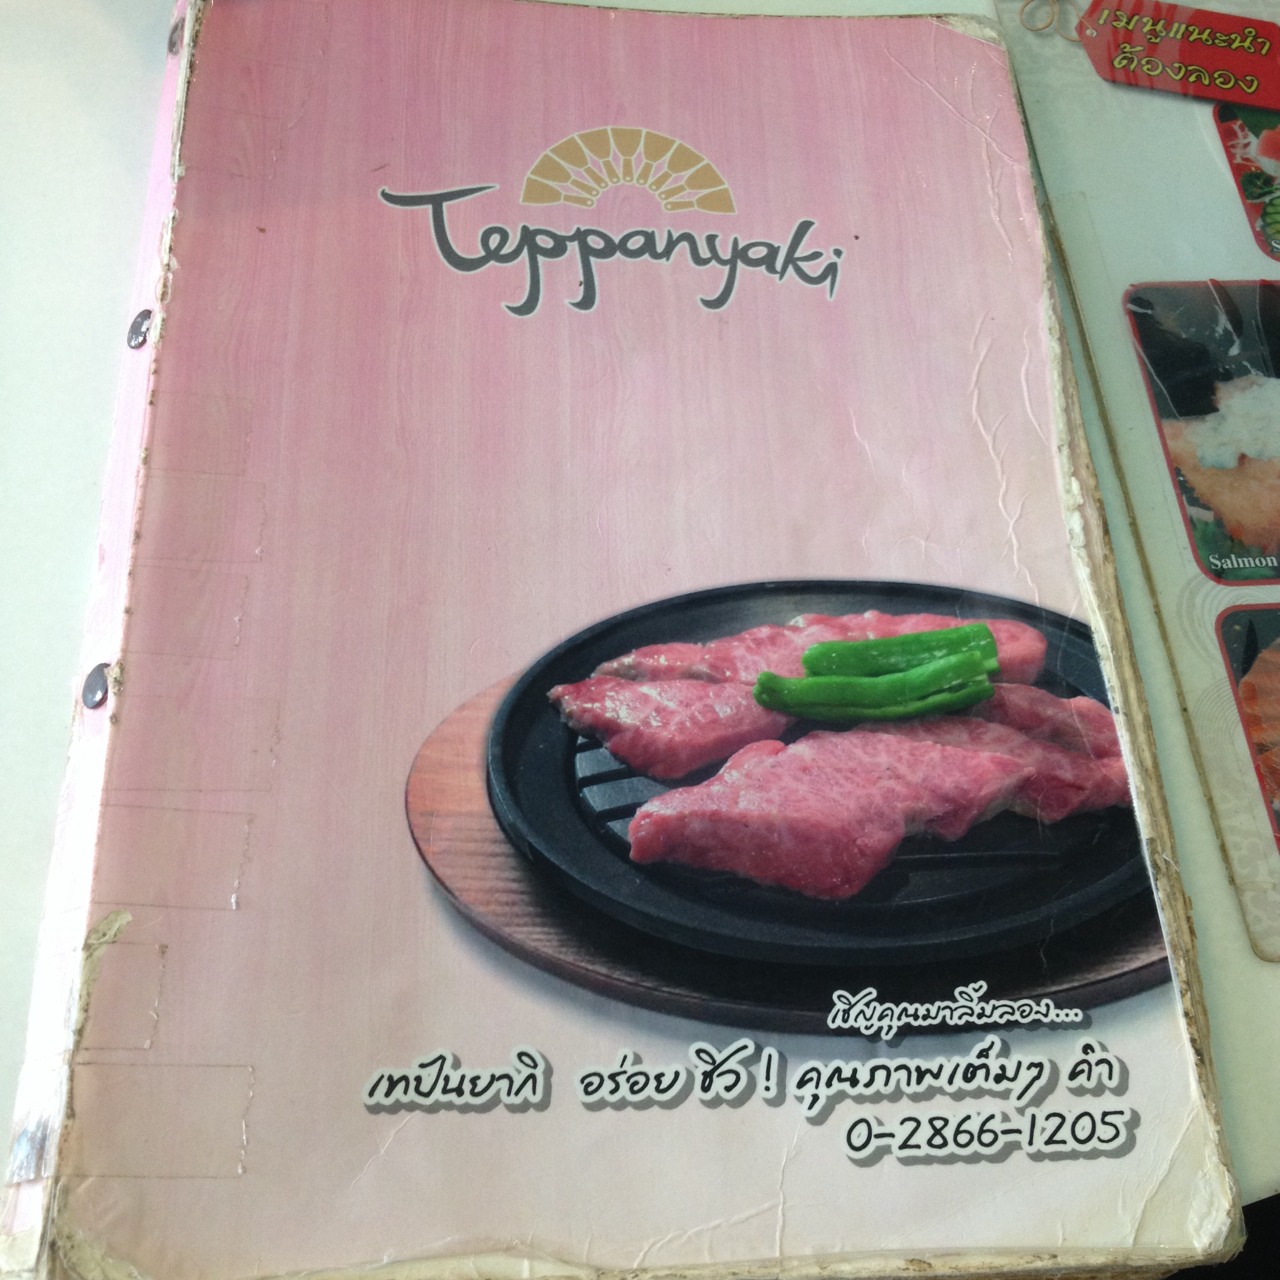 Teppanyaki
เชิญคุณมาลิ้มลอง...
เทปันยากิ อร่อย ชิว ! คุณภาพเต็มๆ คำ
0-2866-1205
เมนูแนะนำ
ต้องลอง
Salmon